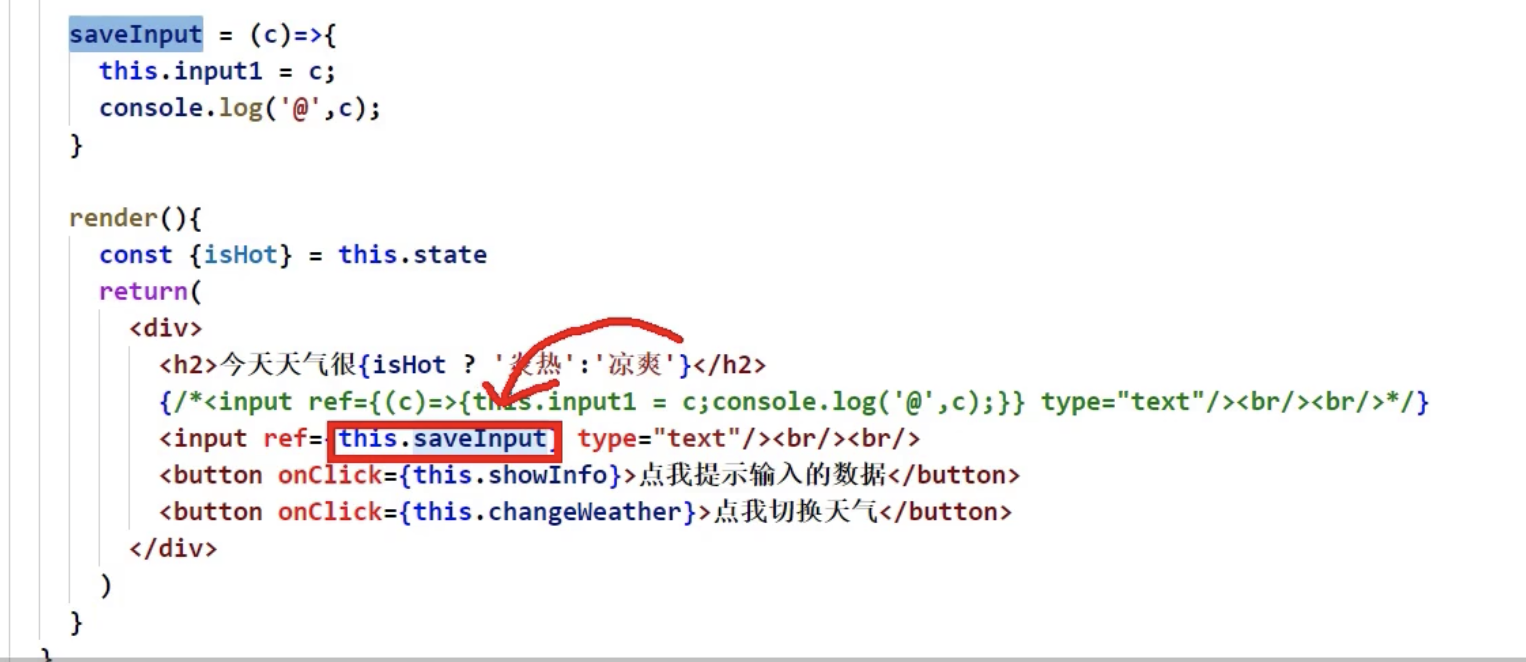 saveInput = (c)=>{
this.input1 = c;
console.log('@',c);
}
render(){
const {isHot} = this.state
return(
<div>
<h2>今天天气很{isHot ? '炎热':'凉爽'}</h2>
{/*<input ref={(c)=>{this.input1 = c;console.log('@',c);}} type="text"/><br/><br/>*/}
<input ref={this.saveInput} type="text"/><br/><br/>
<button onClick={this.showInfo}>点我提示输入的数据</button>
<button onClick={this.changeWeather}>点我切换天气</button>
</div>
)
}
}